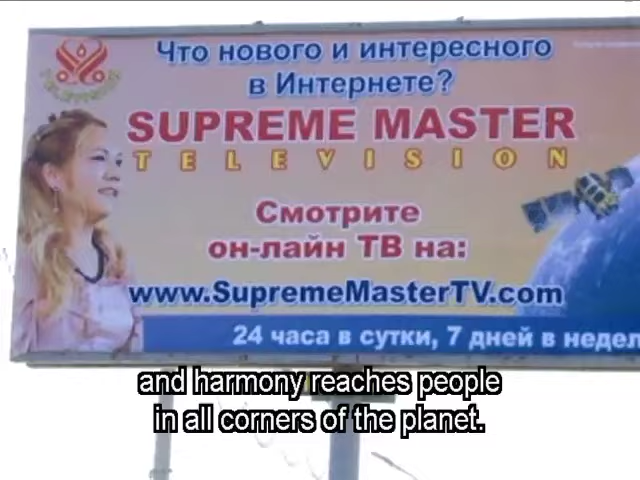 Что нового и интересного
в Интернете?
SUPREME MASTER
TELEVISION
Смотрите
он-лайн ТВ на:
www.SupremeMasterTV.com
24 часа в сутки, 7 дней в недел
and harmony reaches people
in all corners of the planet.